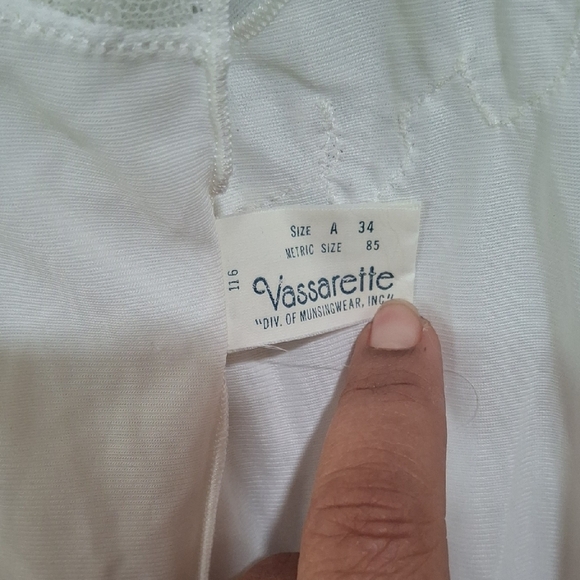 SIZE A 34
METRIC SIZE 85
116
Vassarette
"DIV. OF MUNSINGWEAR, INC"